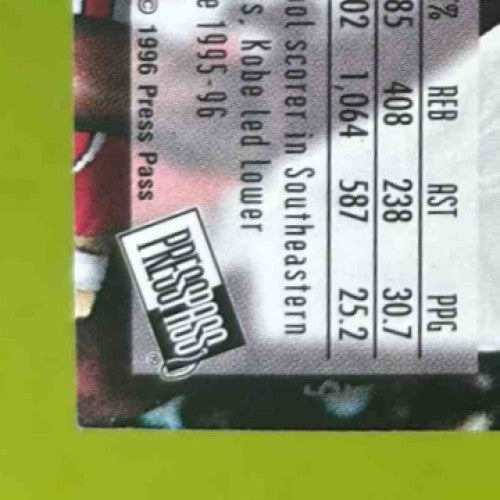 % REB AST PPG
85 408 238 30.7
02 1,064 587 25.2
ol scorer in Southeastern
s, Kobe led Lower
e 1995-96
© 1996 Press Pass
PRESS PASS ®